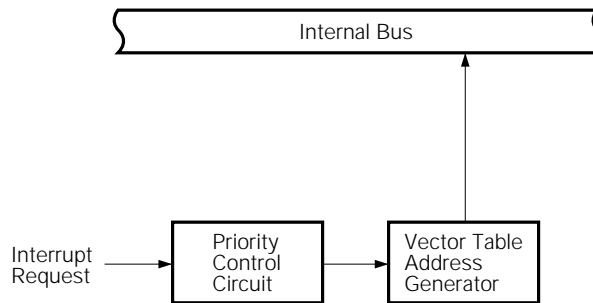 Internal Bus
Interrupt
Request
Priority
Control
Circuit
Vector Table
Address
Generator